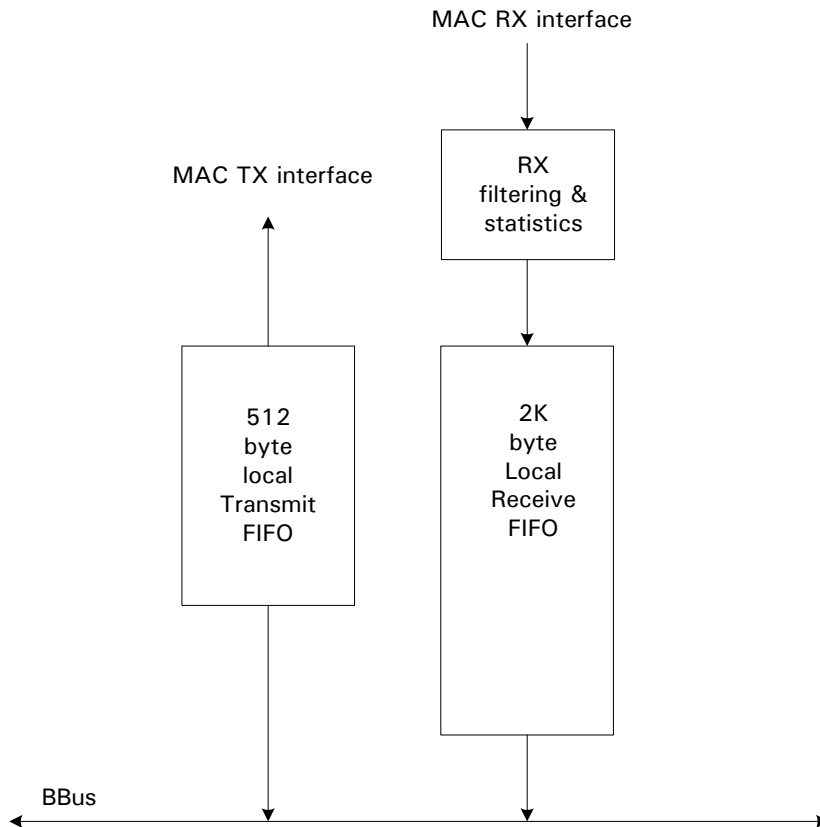 MAC RX interface
RX
filtering &
statistics
MAC TX interface
512
byte
local
Transmit
FIFO
2K
byte
Local
Receive
FIFO
BBus